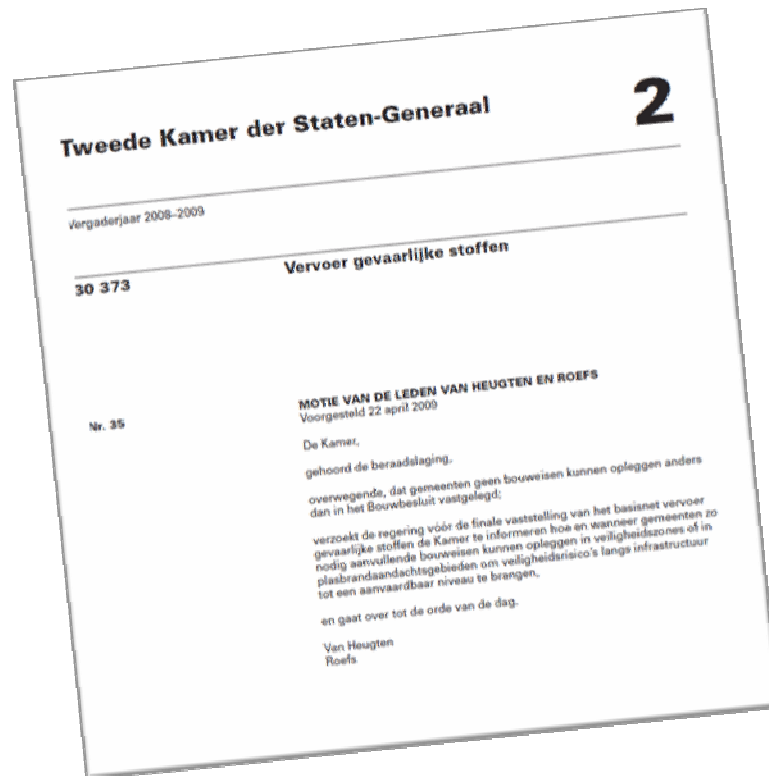 Tweede Kamer der Staten-Generaal
2
Vergaderjaar 2008–2009
30 373
Vervoer gevaarlijke stoffen
Nr. 35
MOTIE VAN DE LEDEN VAN HEUGTEN EN ROEFS
Voorgesteld 22 april 2009
De Kamer,
gehoord de beraadslaging,
overwegende, dat gemeenten geen bouweisen kunnen opleggen anders
dan in het Bouwbesluit vastgelegd;
verzoekt de regering vóór de finale vaststelling van het basisnet vervoer
gevaarlijke stoffen de Kamer te informeren hoe en wanneer gemeenten zo
nodig aanvullende bouweisen kunnen opleggen in veiligheidszones of in
plasbrandaandachtsgebieden om veiligheidsrisico's langs infrastructuur
tot een aanvaardbaar niveau te brengen,
en gaat over tot de orde van de dag.
Van Heugten
Roefs